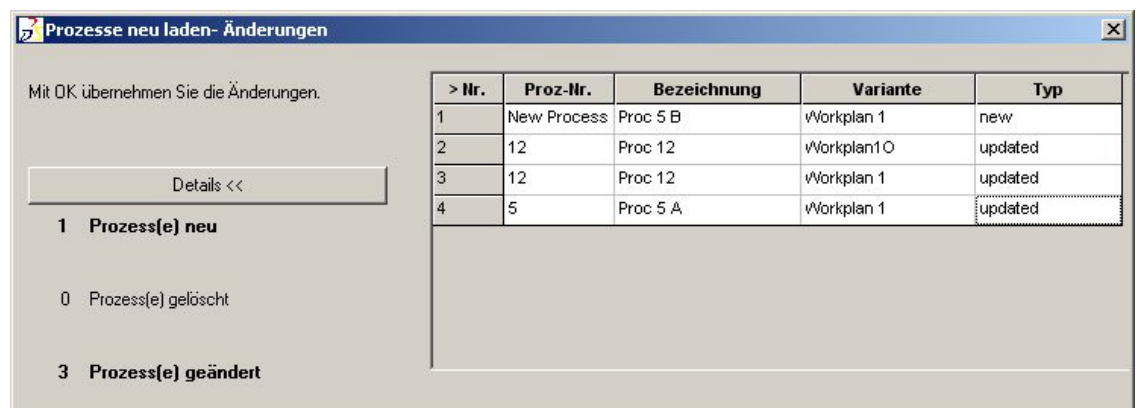 Prozesse neu laden- Änderungen
Mit OK übernehmen Sie die Änderungen.
Details <<
1 Prozess(e) neu
0 Prozess(e) gelöscht
3 Prozess(e) geändert
> Nr. Proz-Nr. Bezeichnung Variante Typ
1 New Process Proc 5 B Workplan 1 new
2 12 Proc 12 Workplan1O updated
3 12 Proc 12 Workplan 1 updated
4 5 Proc 5 A Workplan 1 updated